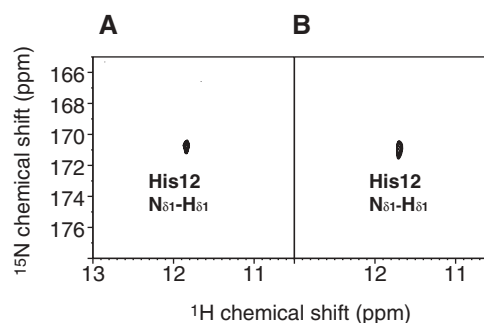 A B
15N chemical shift (ppm)
166
168
170
172
174
176
His12
Nδ1-Hδ1
His12
Nδ1-Hδ1
13 12 11 12 11
1H chemical shift (ppm)